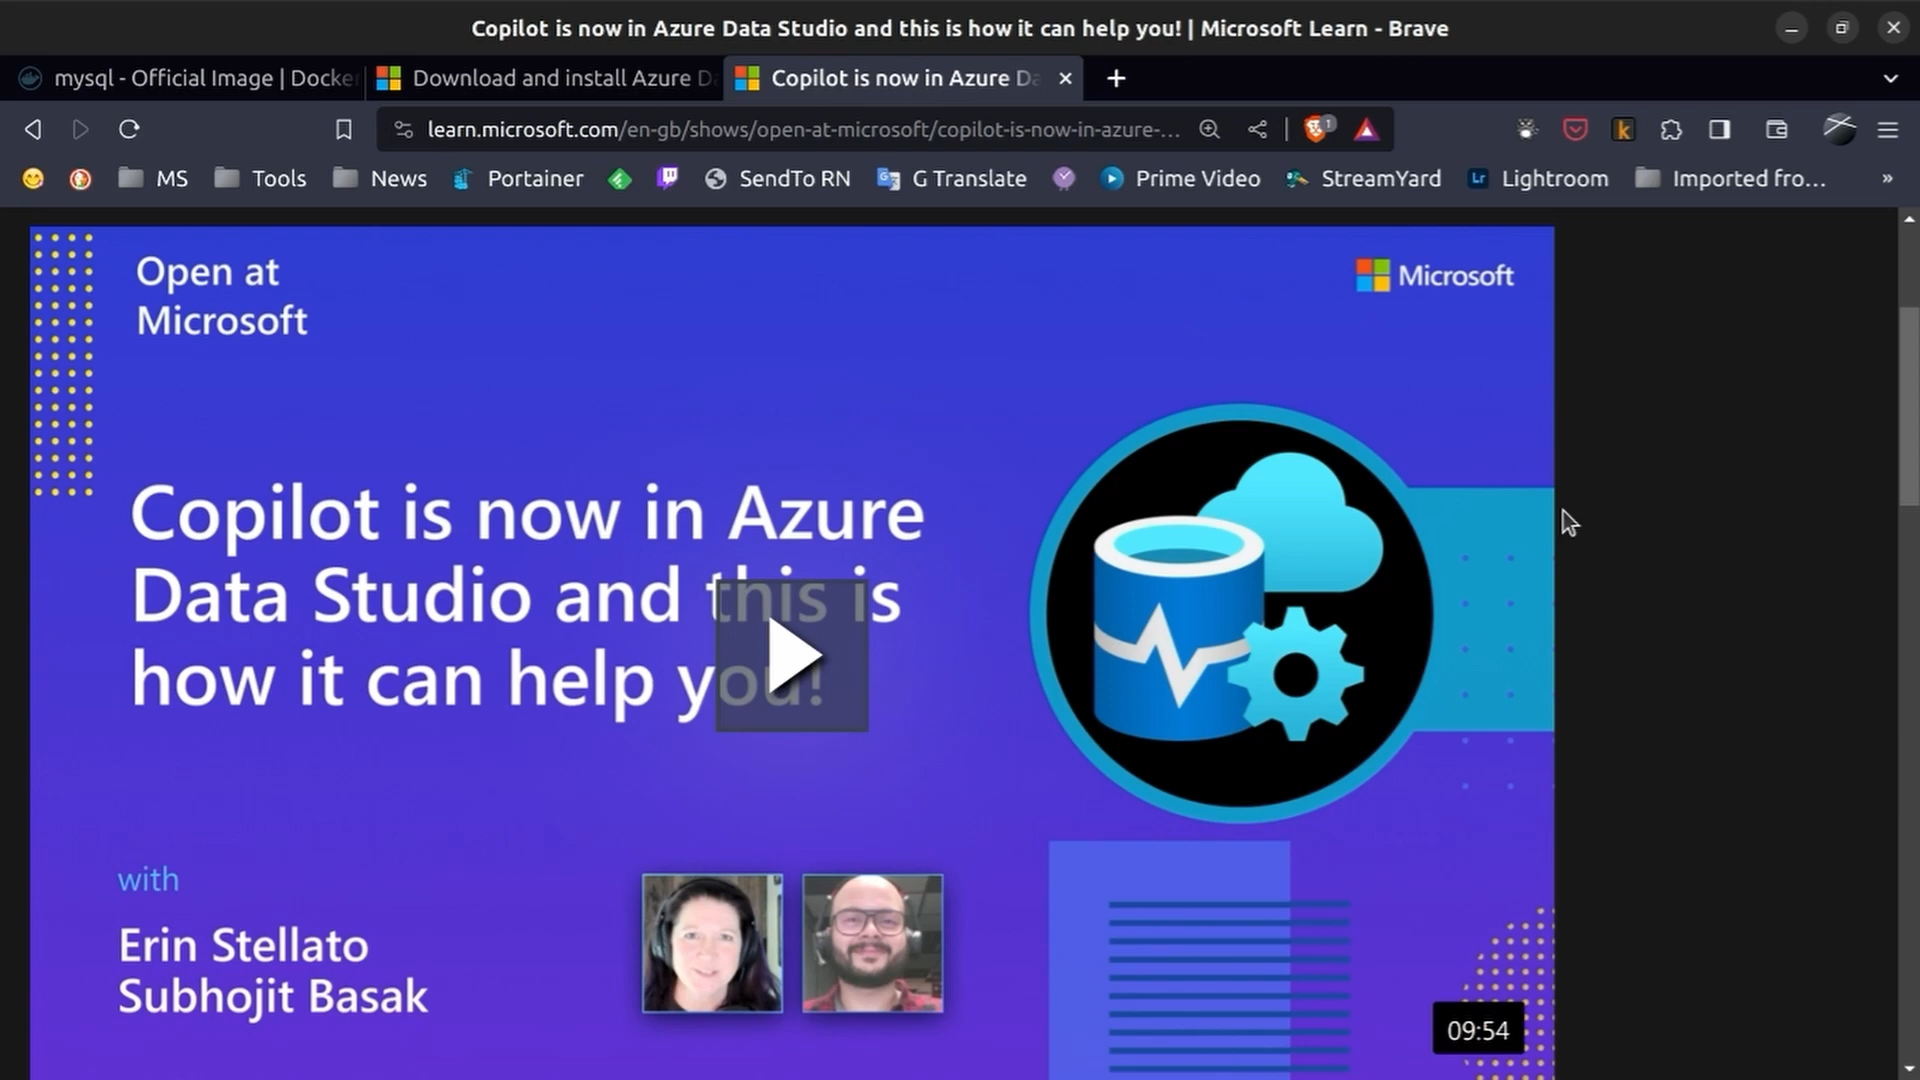 Copilot is now in Azure Data Studio and this is how it can help you! | Microsoft Learn - Brave
mysql - Official Image | Docke
Download and install Azure D
Copilot is now in Azure Da
learn.microsoft.com/en-gb/shows/open-at-microsoft/copilot-is-now-in-azure-...
1
k
MS
Tools
News
Portainer
SendTo RN
G Translate
Prime Video
StreamYard
Lr
Lightroom
Imported fro...
»
Open at
Microsoft
Microsoft
Copilot is now in Azure
Data Studio and this is
how it can help you!
with
Erin Stellato
Subhojit Basak
09:54